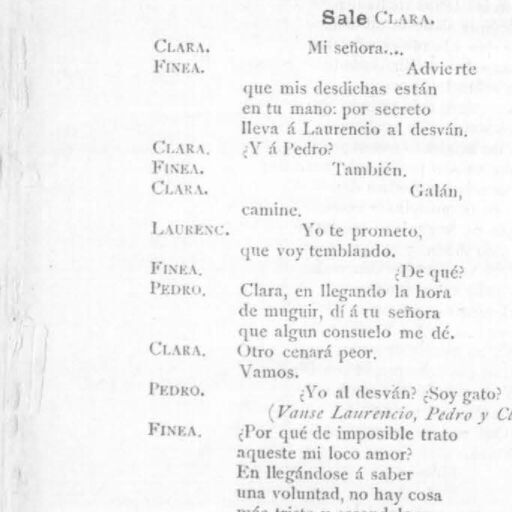 Sale CLARA.
CLARA. Mi señora...
FINEA. Advierte
que mis desdichas están
en tu mano: por secreto
lleva á Laurencio al desván.
CLARA. ¿Y á Pedro?
FINEA. También.
CLARA. Galán,
camine.
LAURENC. Yo te prometo,
que voy temblando.
FINEA. ¿De qué?
PEDRO. Clara, en llegando la hora
de muguir, dí á tu señora
que algun consuelo me dé.
CLARA. Otro cenará peor.
Vamos.
PEDRO. ¿Yo al desván? ¿Soy gato?
(Vanse Laurencio, Pedro y
FINEA. ¿Por qué de imposible trato
aqueste mi loco amor?
En llegándose á saber
una voluntad, no hay cosa